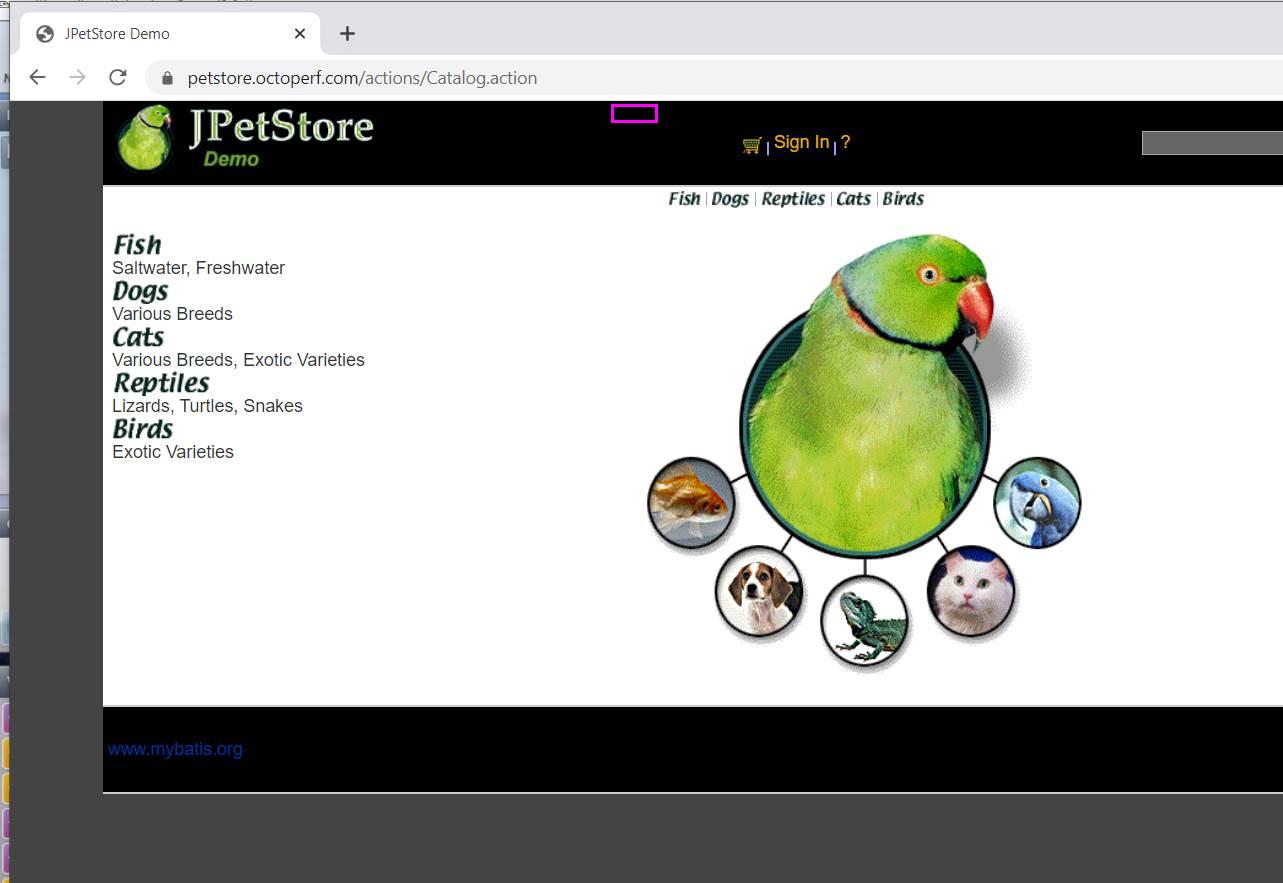 JPetStore Demo
petstore.octoperf.com/actions/Catalog.action
JPetStore
Demo
Sign In
?
Fish
Dogs
Reptiles
Cats
Birds
Fish
Saltwater, Freshwater
Dogs
Various Breeds
Cats
Various Breeds, Exotic Varieties
Reptiles
Lizards, Turtles, Snakes
Birds
Exotic Varieties
www.mybatis.org